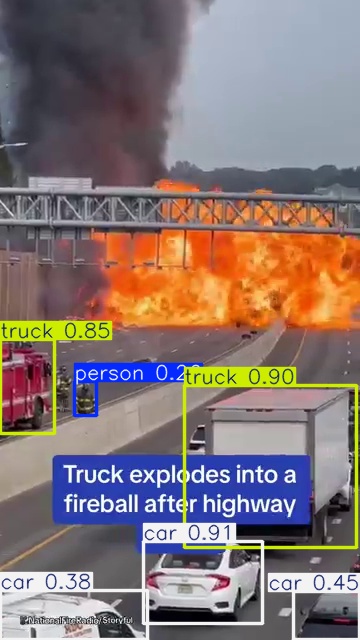 truck 0.85
person 0.2
truck 0.90
Truck explodes into a
fireball after highway
car 0.91
car 0.38
car 0.45
NationalFireRadio/Storyful